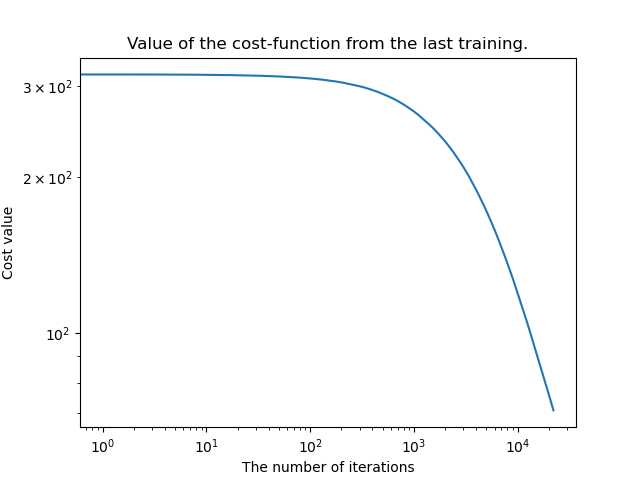 Value of the cost-function from the last training.
3 × 10²
2 × 10²
10²
Cost value
10⁰ 10¹ 10² 10³ 10⁴
The number of iterations